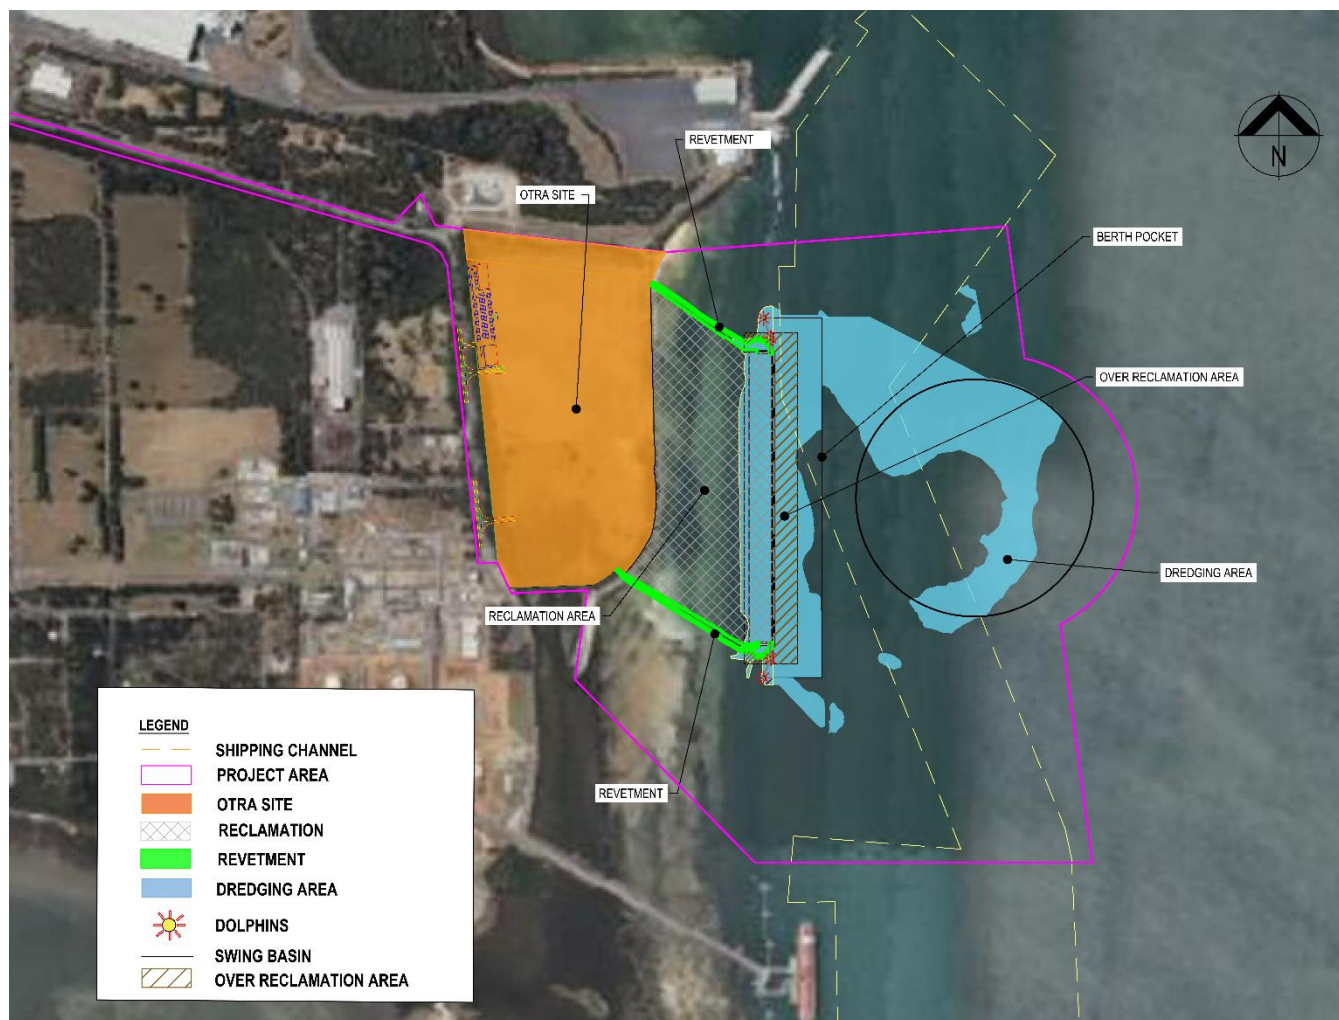 REVETMENT
OTRA SITE
N
BERTH POCKET
OVER RECLAMATION AREA
DREDGING AREA
RECLAMATION AREA
REVETMENT
LEGEND
SHIPPING CHANNEL
PROJECT AREA
OTRA SITE
RECLAMATION
REVETMENT
DREDGING AREA
DOLPHINS
SWING BASIN
OVER RECLAMATION AREA